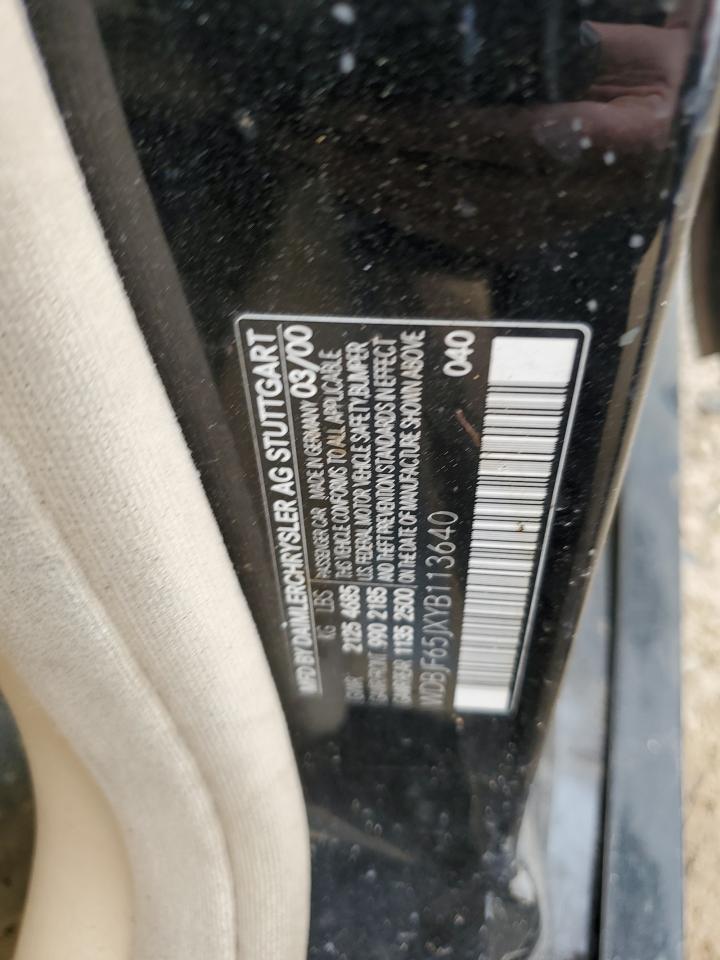 MFD BY DAIMLERCHRYSLER AG STUTTGART
KG LBS PASSENGER CAR MADE IN GERMANY 03/00
GVWR 2125 4685 THIS VEHICLE CONFORMS TO ALL APPLICABLE
GAWR FRONT 990 2185 U.S. FEDERAL MOTOR VEHICLE SAFETY, BUMPER
GAWR REAR 1135 2500 AND THEFT PREVENTION STANDARDS IN EFFECT
ON THE DATE OF MANUFACTURE SHOWN ABOVE
WDBJF65JXYB113640 040